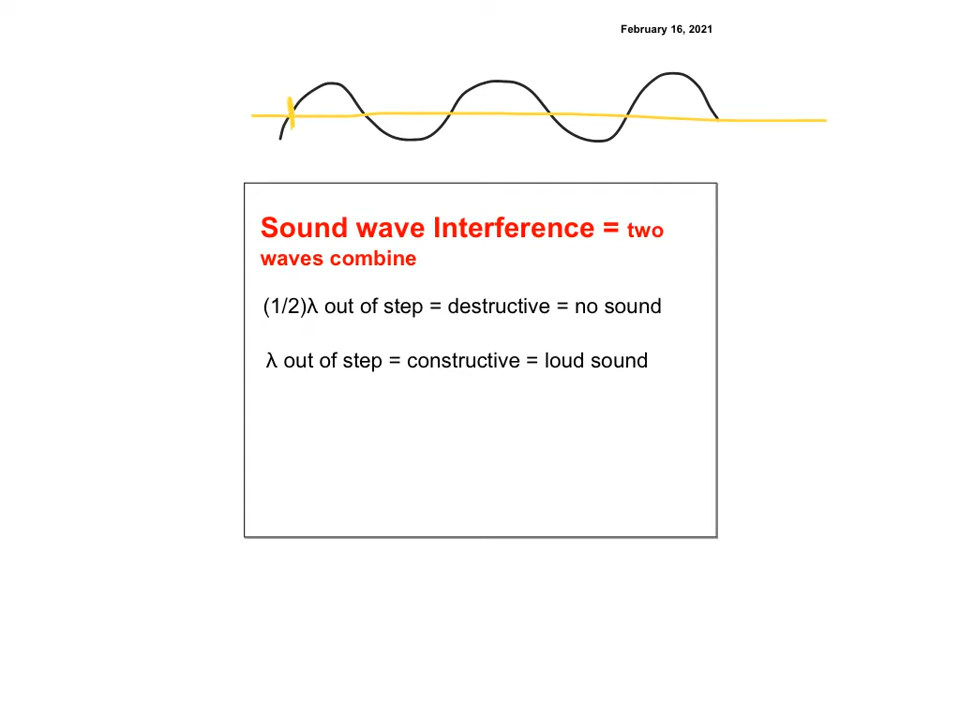 February 16, 2021
Sound wave Interference = two
waves combine
(1/2)λ out of step = destructive = no sound
λ out of step = constructive = loud sound